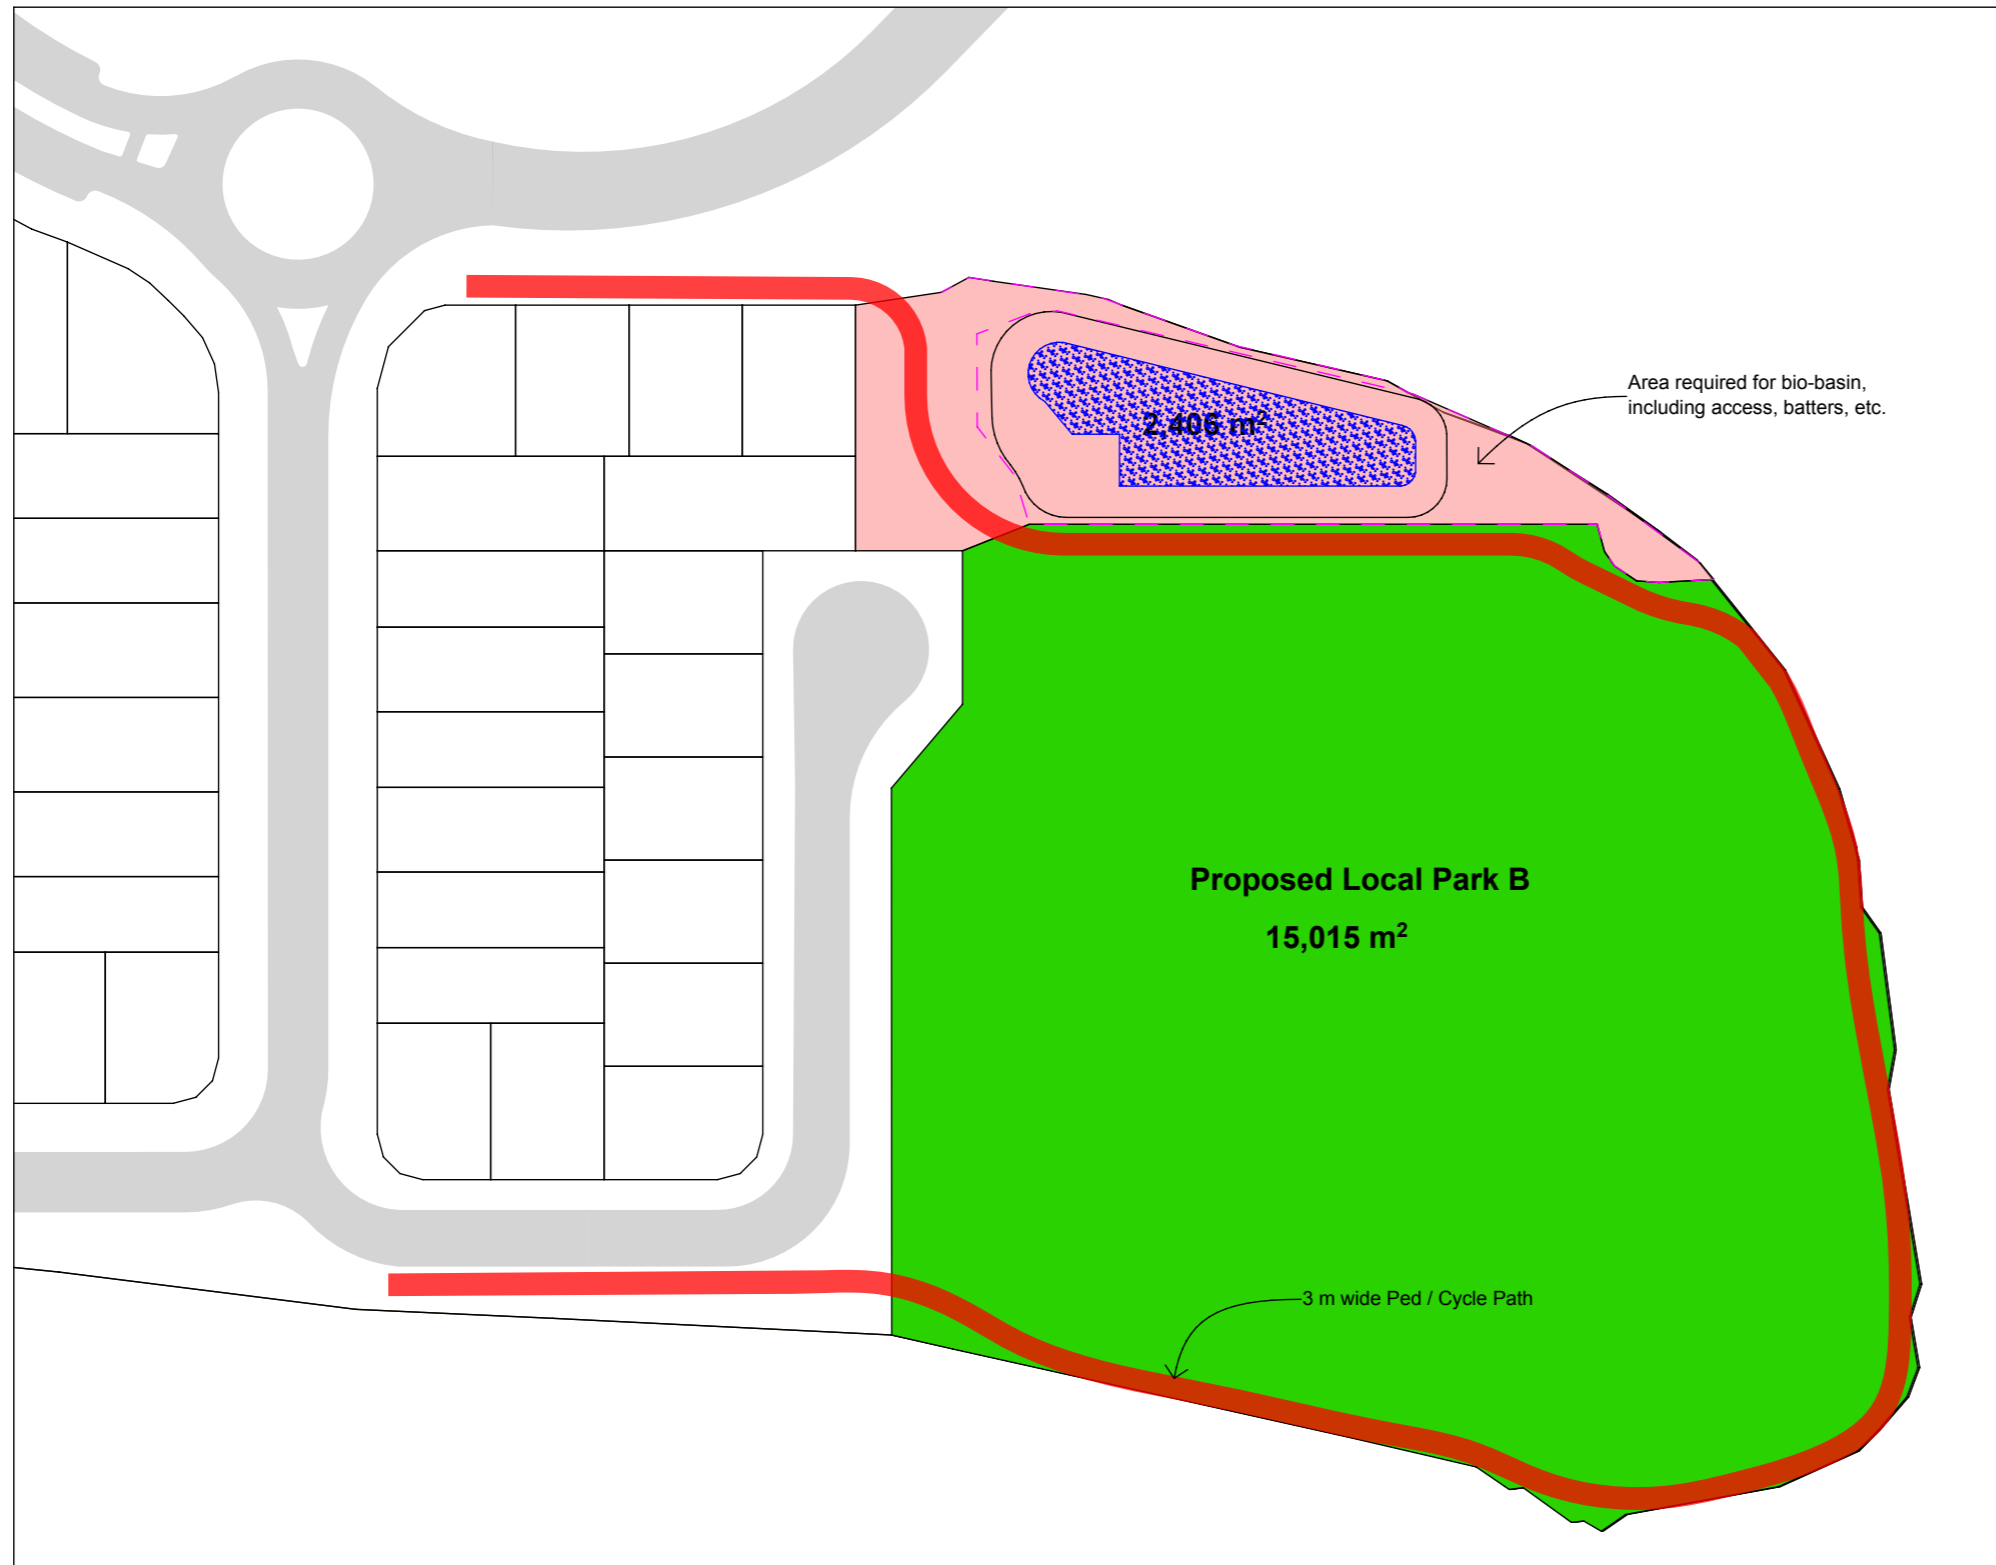 Area required for bio-basin,
including access, batters, etc.
2,406 m²
Proposed Local Park B
15,015 m²
3 m wide Ped / Cycle Path